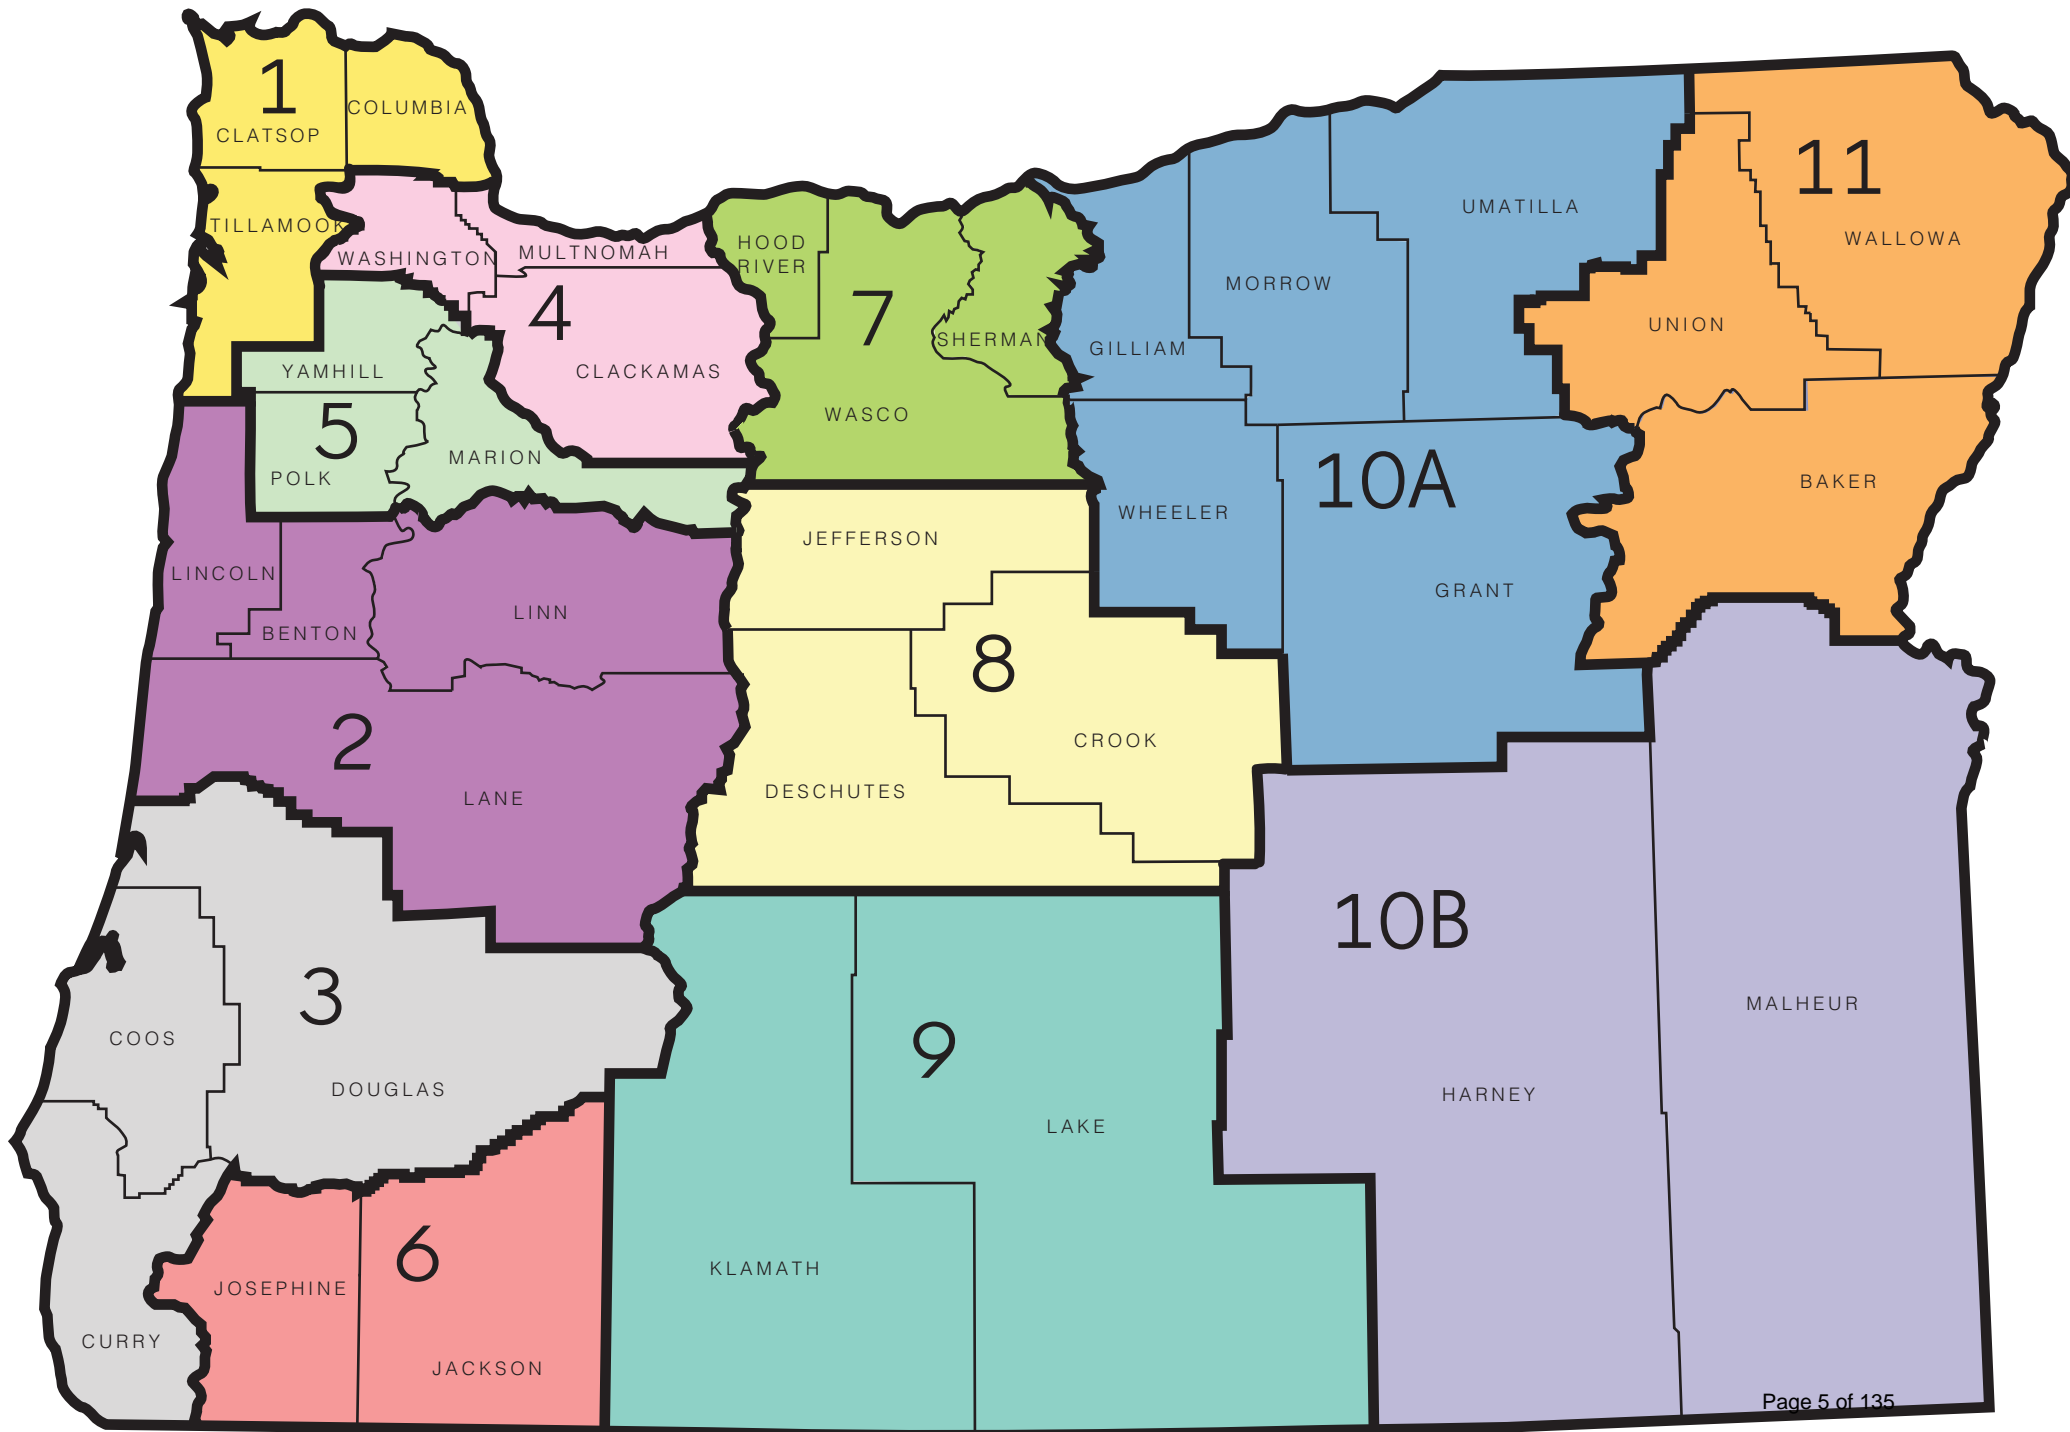 1
COLUMBIA
CLATSOP
11
UMATILLA
TILLAMOOK
WALLOWA
HOOD
RIVER
MULTNOMAH
WASHINGTON
MORROW
4
7
UNION
SHERMAN
GILLIAM
YAMHILL
CLACKAMAS
WASCO
5
MARION
POLK
10A
BAKER
WHEELER
JEFFERSON
LINCOLN
GRANT
LINN
BENTON
8
2
CROOK
DESCHUTES
LANE
10B
3
MALHEUR
COOS
9
DOUGLAS
HARNEY
LAKE
6
KLAMATH
JOSEPHINE
CURRY
JACKSON
Page 5 of 135